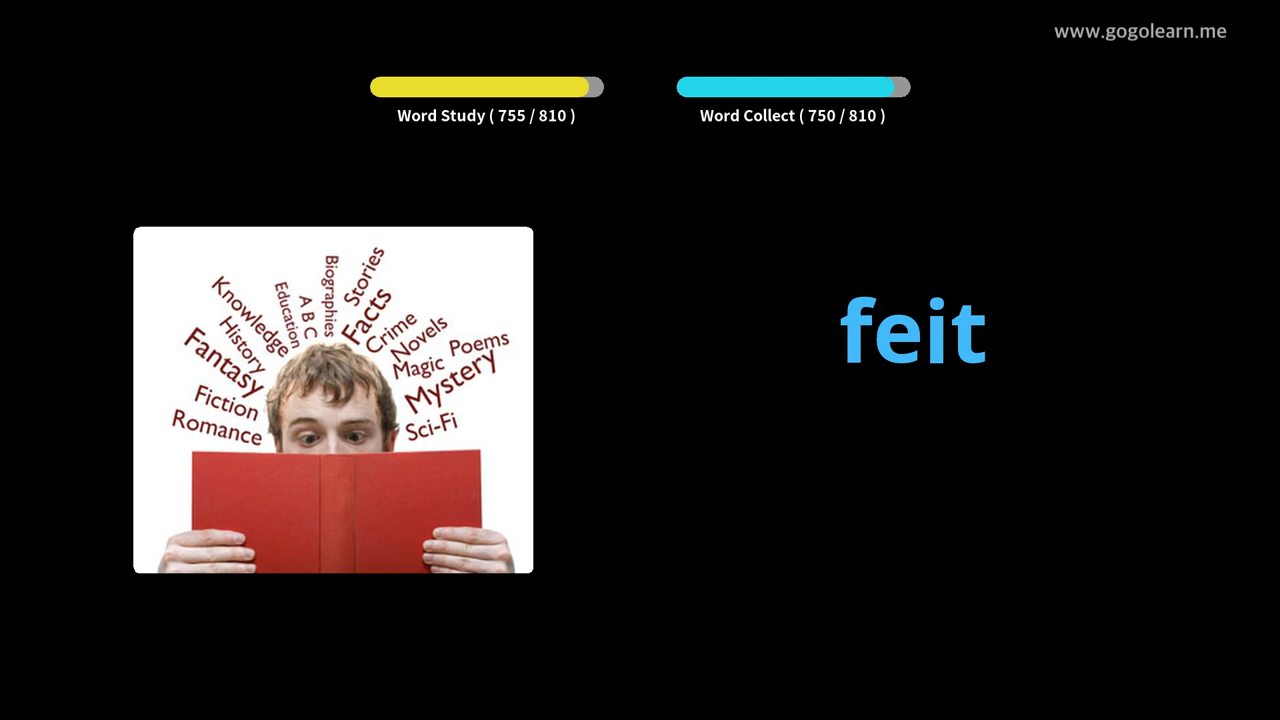 www.gogolearn.me
Word Study ( 755 / 810 )
Word Collect ( 750 / 810 )
Biographies
Stories
Education
A B C
Facts
Knowledge
Crime
History
Novels
Poems
Fantasy
Magic
Mystery
Fiction
Romance
Sci-Fi
feit